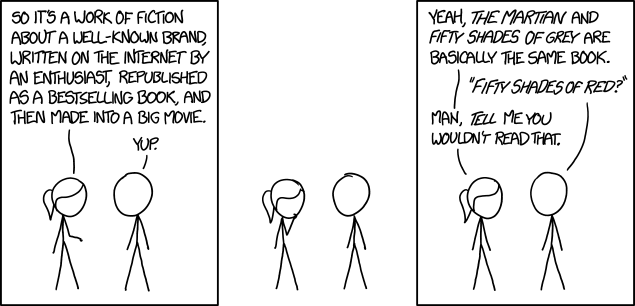 SO IT'S A WORK OF FICTION
ABOUT A WELL-KNOWN BRAND,
WRITTEN ON THE INTERNET BY
AN ENTHUSIAST, REPUBLISHED
AS A BESTSELLING BOOK, AND
THEN MADE INTO A BIG MOVIE.
YUP.
YEAH, THE MARTIAN AND
FIFTY SHADES OF GREY ARE
BASICALLY THE SAME BOOK.
"FIFTY SHADES OF RED?"
MAN, TELL ME YOU
WOULDN'T READ THAT.